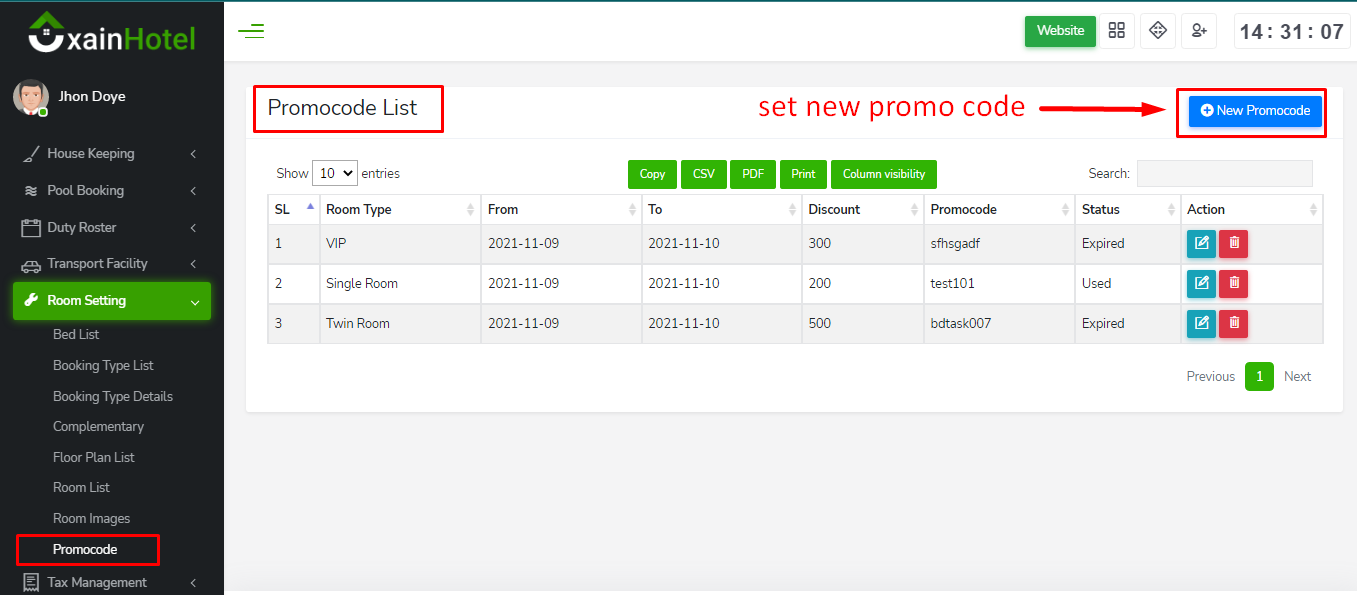 xainHotel
Jhon Doye
House Keeping
Pool Booking
Duty Roster
Transport Facility
Room Setting
Bed List
Booking Type List
Booking Type Details
Complementary
Floor Plan List
Room List
Room Images
Promocode
Tax Management
Website
14 : 31 : 07
Promocode List
set new promo code
New Promocode
Show 10 entries
Copy CSV PDF Print Column visibility
Search:
SL Room Type From To Discount Promocode Status Action
1 VIP 2021-11-09 2021-11-10 300 sfhsgadf Expired
2 Single Room 2021-11-09 2021-11-10 200 test101 Used
3 Twin Room 2021-11-09 2021-11-10 500 bdtask007 Expired
Previous 1 Next